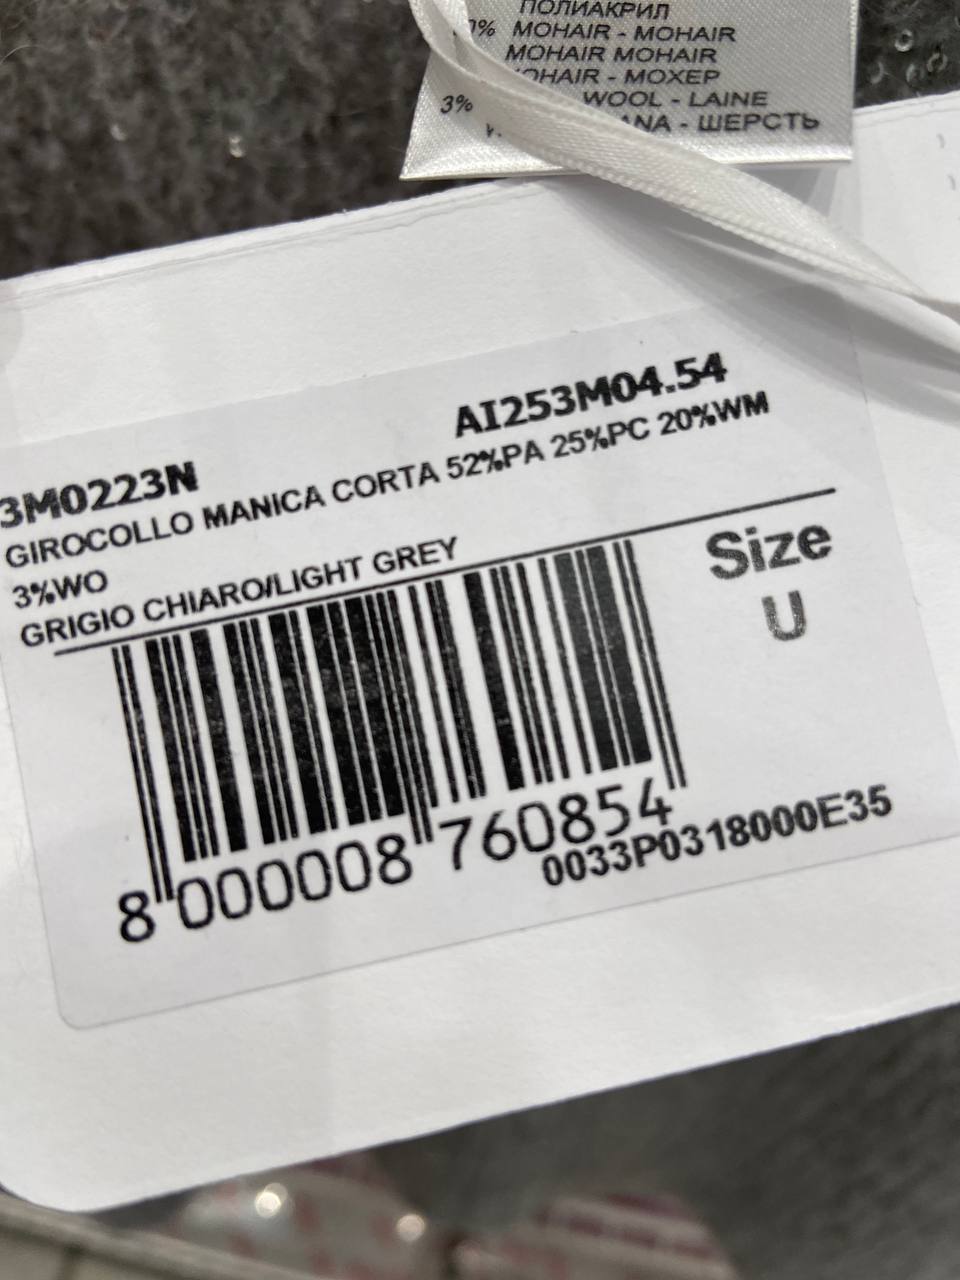 ПОЛИАКРИЛ
0% MOHAIR - MOHAIR
MOHAIR MOHAIR
MOHAIR - МОХЕР
3% WOOL - LAINE
ANA - ШЕРСТЬ
AI253M04.54
3M0223N
GIROCOLLO MANICA CORTA 52%PA 25%PC 20%WM
3%WO
GRIGIO CHIARO/LIGHT GREY
Size
U
8 000008 760854
0033P0318000E35